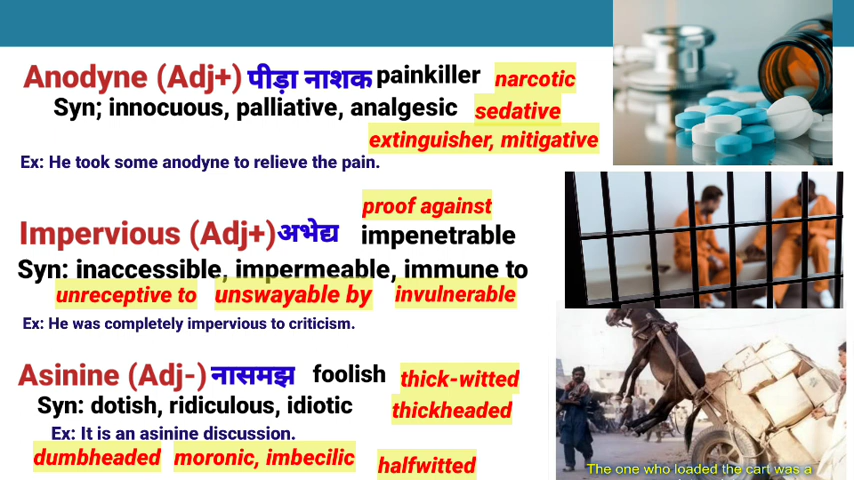 Anodyne (Adj+) पीड़ा नाशक painkiller narcotic
Syn; innocuous, palliative, analgesic sedative
extinguisher, mitigative
Ex: He took some anodyne to relieve the pain.
proof against
Impervious (Adj+) अभेद्य impenetrable
Syn: inaccessible, impermeable, immune to
unreceptive to unswayable by invulnerable
Ex: He was completely impervious to criticism.
Asinine (Adj-) नासमझ foolish thick-witted
Syn: dotish, ridiculous, idiotic thickheaded
Ex: It is an asinine discussion.
dumbheaded moronic, imbecilic halfwitted
The one who loaded the cart was a